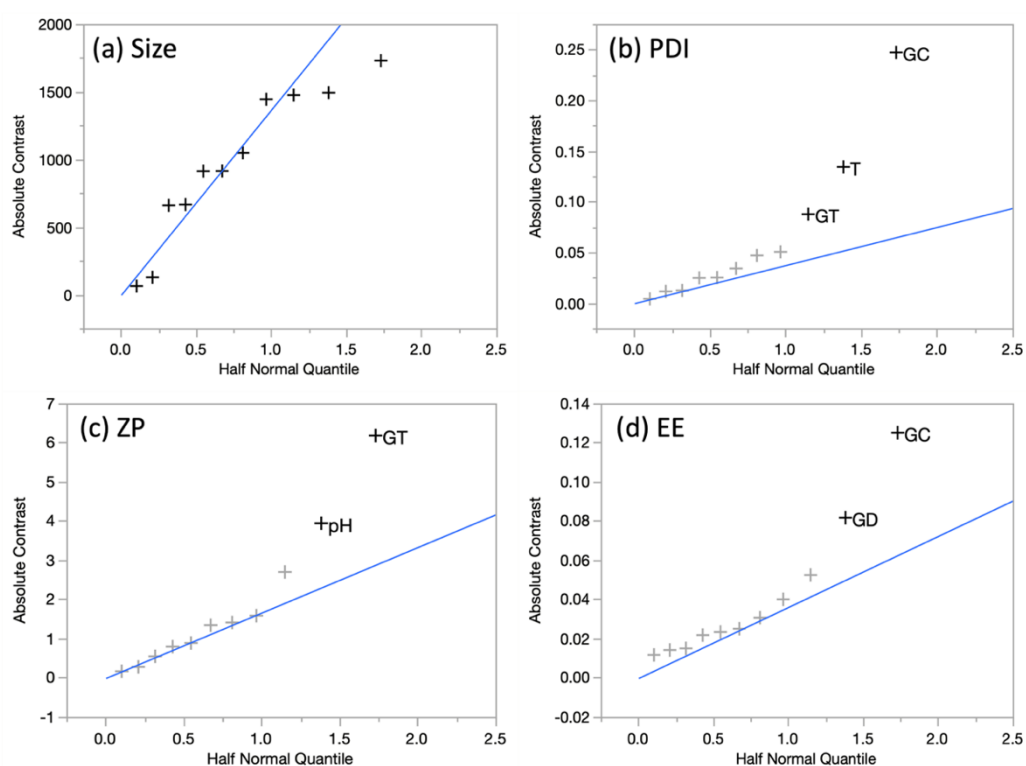 (a) Size
2000
1500
1000
500
0
Absolute Contrast
0.0 0.5 1.0 1.5 2.0 2.5
Half Normal Quantile
(b) PDI
0.25
0.20
0.15
0.10
0.05
0.00
GC
T
GT
Absolute Contrast
0.0 0.5 1.0 1.5 2.0 2.5
Half Normal Quantile
(c) ZP
7
6
5
4
3
2
1
0
-1
GT
pH
Absolute Contrast
0.0 0.5 1.0 1.5 2.0 2.5
Half Normal Quantile
(d) EE
0.14
0.12
0.10
0.08
0.06
0.04
0.02
0.00
-0.02
GC
GD
Absolute Contrast
0.0 0.5 1.0 1.5 2.0 2.5
Half Normal Quantile